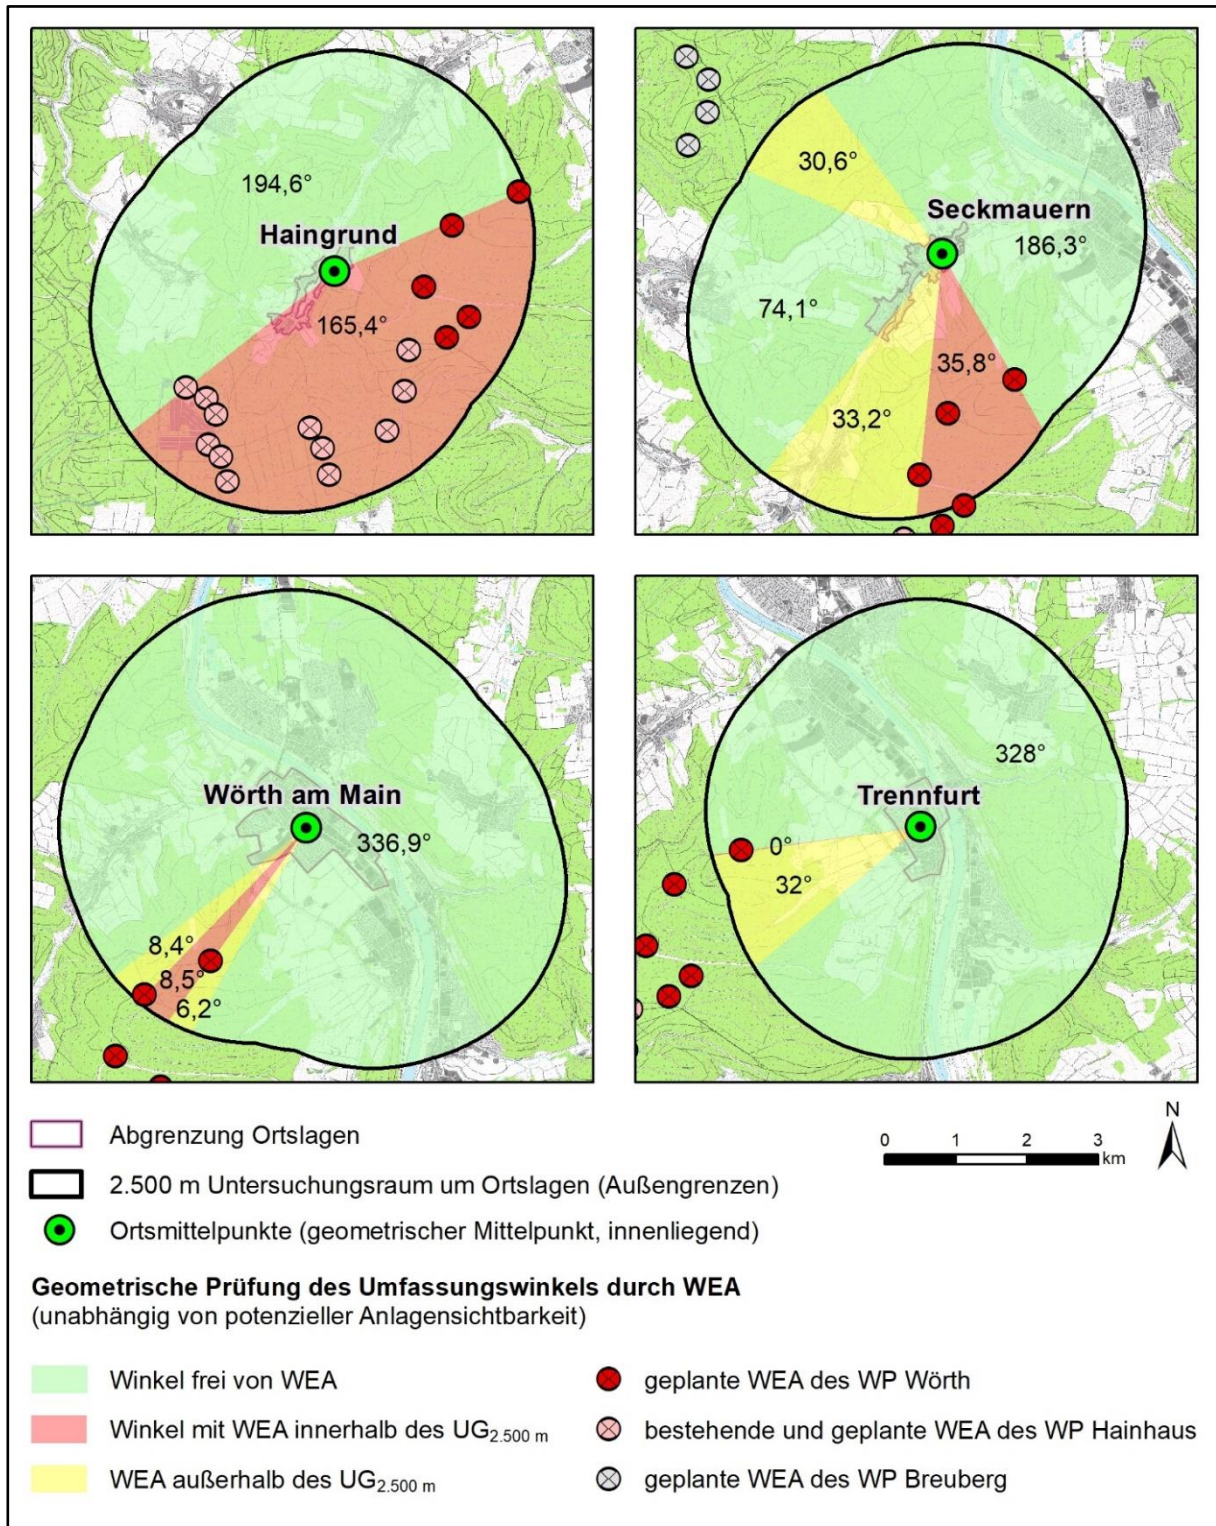 194,6°
Haingrund
165,4°
30,6°
Seckmauern
186,3°
74,1°
35,8°
33,2°
Wörth am Main
336,9°
8,4°
8,5°
6,2°
328°
Trennfurt
0°
32°
Abgrenzung Ortslagen
2.500 m Untersuchungsraum um Ortslagen (Außengrenzen)
Ortsmittelpunkte (geometrischer Mittelpunkt, innenliegend)
N
0 1 2 3
km
Geometrische Prüfung des Umfassungswinkels durch WEA
(unabhängig von potenzieller Anlagensichtbarkeit)
Winkel frei von WEA
Winkel mit WEA innerhalb des UG2.500 m
WEA außerhalb des UG2.500 m
geplante WEA des WP Wörth
bestehende und geplante WEA des WP Hainhaus
geplante WEA des WP Breuberg